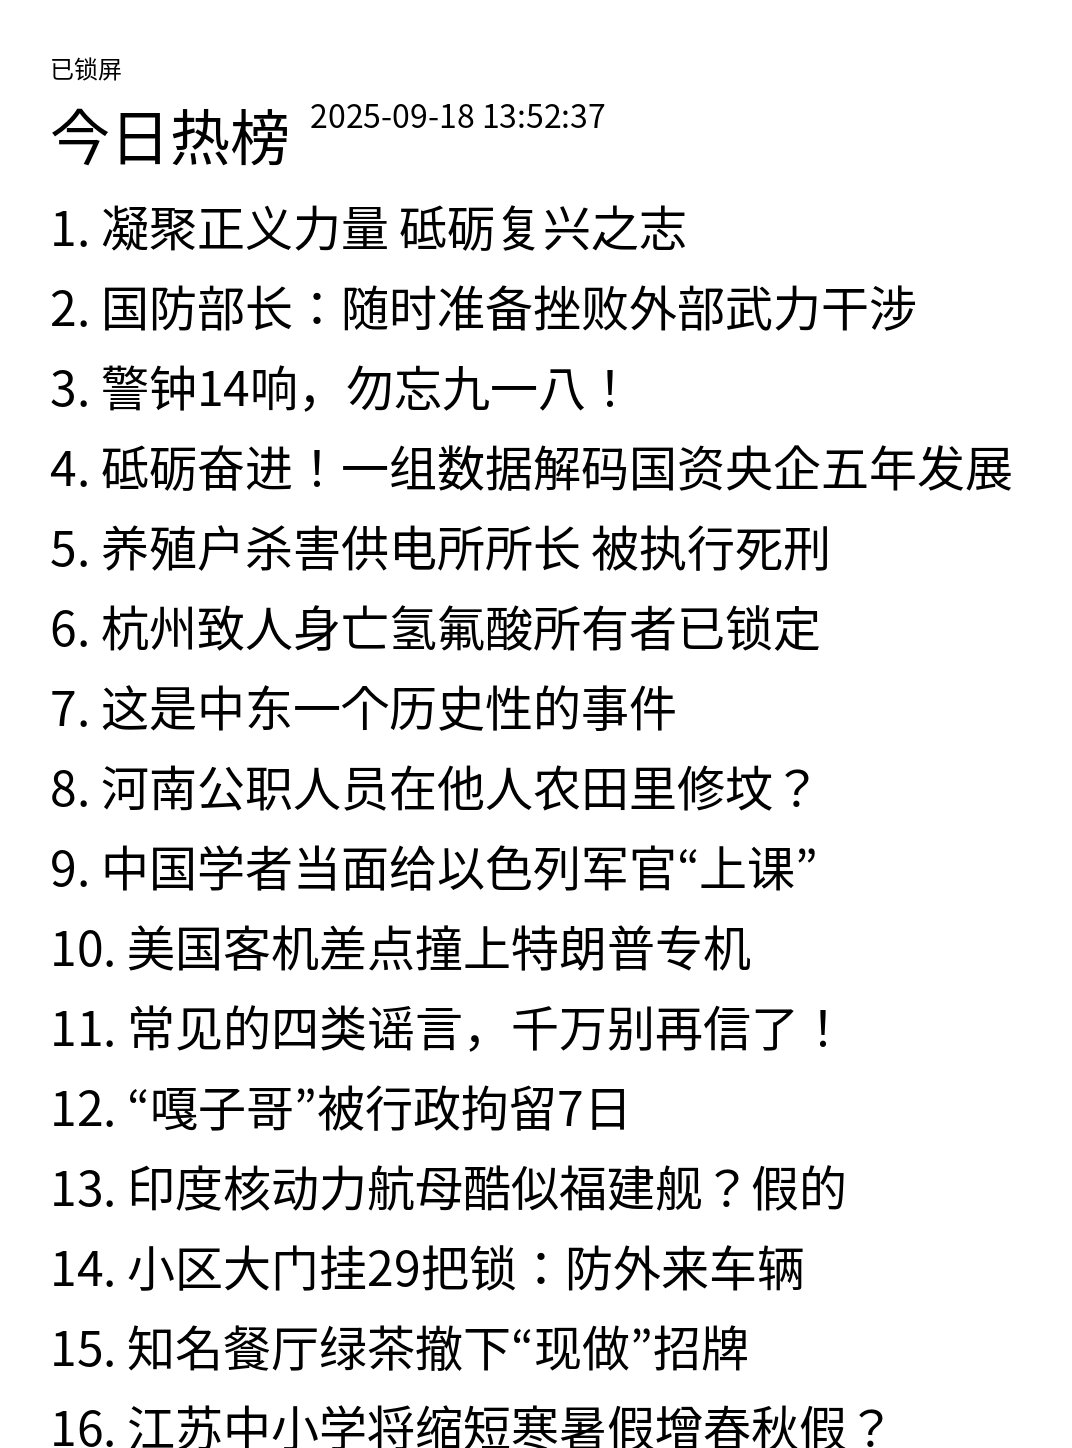 已锁屏
今日热榜 2025-09-18 13:52:37
1. 凝聚正义力量 砥砺复兴之志
2. 国防部长：随时准备挫败外部武力干涉
3. 警钟14响，勿忘九一八！
4. 砥砺奋进！一组数据解码国资央企五年发展
5. 养殖户杀害供电所所长 被执行死刑
6. 杭州致人身亡氢氟酸所有者已锁定
7. 这是中东一个历史性的事件
8. 河南公职人员在他人农田里修坟？
9. 中国学者当面给以色列军官“上课”
10. 美国客机差点撞上特朗普专机
11. 常见的四类谣言，千万别再信了！
12. “嘎子哥”被行政拘留7日
13. 印度核动力航母酷似福建舰？假的
14. 小区大门挂29把锁：防外来车辆
15. 知名餐厅绿茶撤下“现做”招牌
16. 江苏中小学将缩短寒暑假增春秋假？